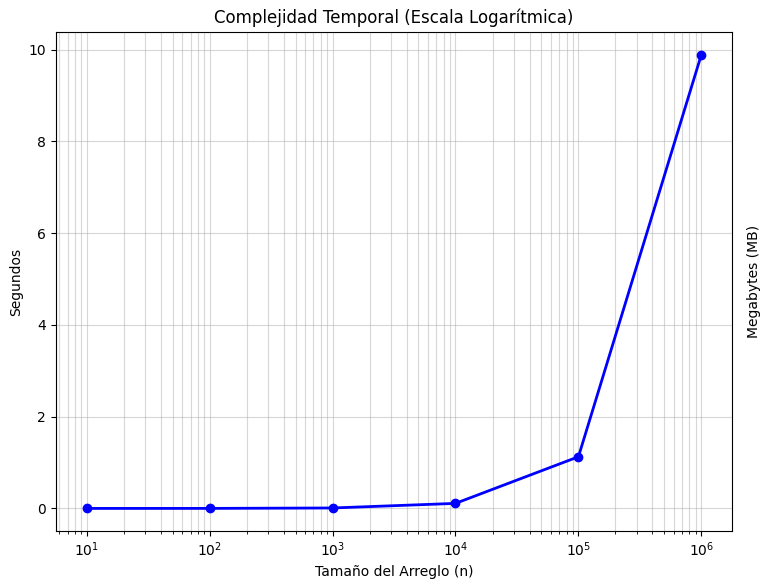 Complejidad Temporal (Escala Logarítmica)
10
8
6
4
2
0
Segundos
Megabytes (MB)
10¹ 10² 10³ 10⁴ 10⁵ 10⁶
Tamaño del Arreglo (n)